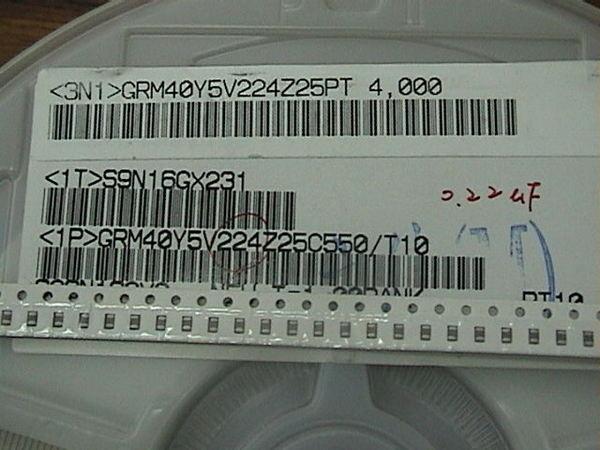 <3N1>GRM40Y5V224Z25PT 4,000
<1T>S9N16GX231
0.22uF
<1P>GRM40Y5V224Z25C550/T10
PT10